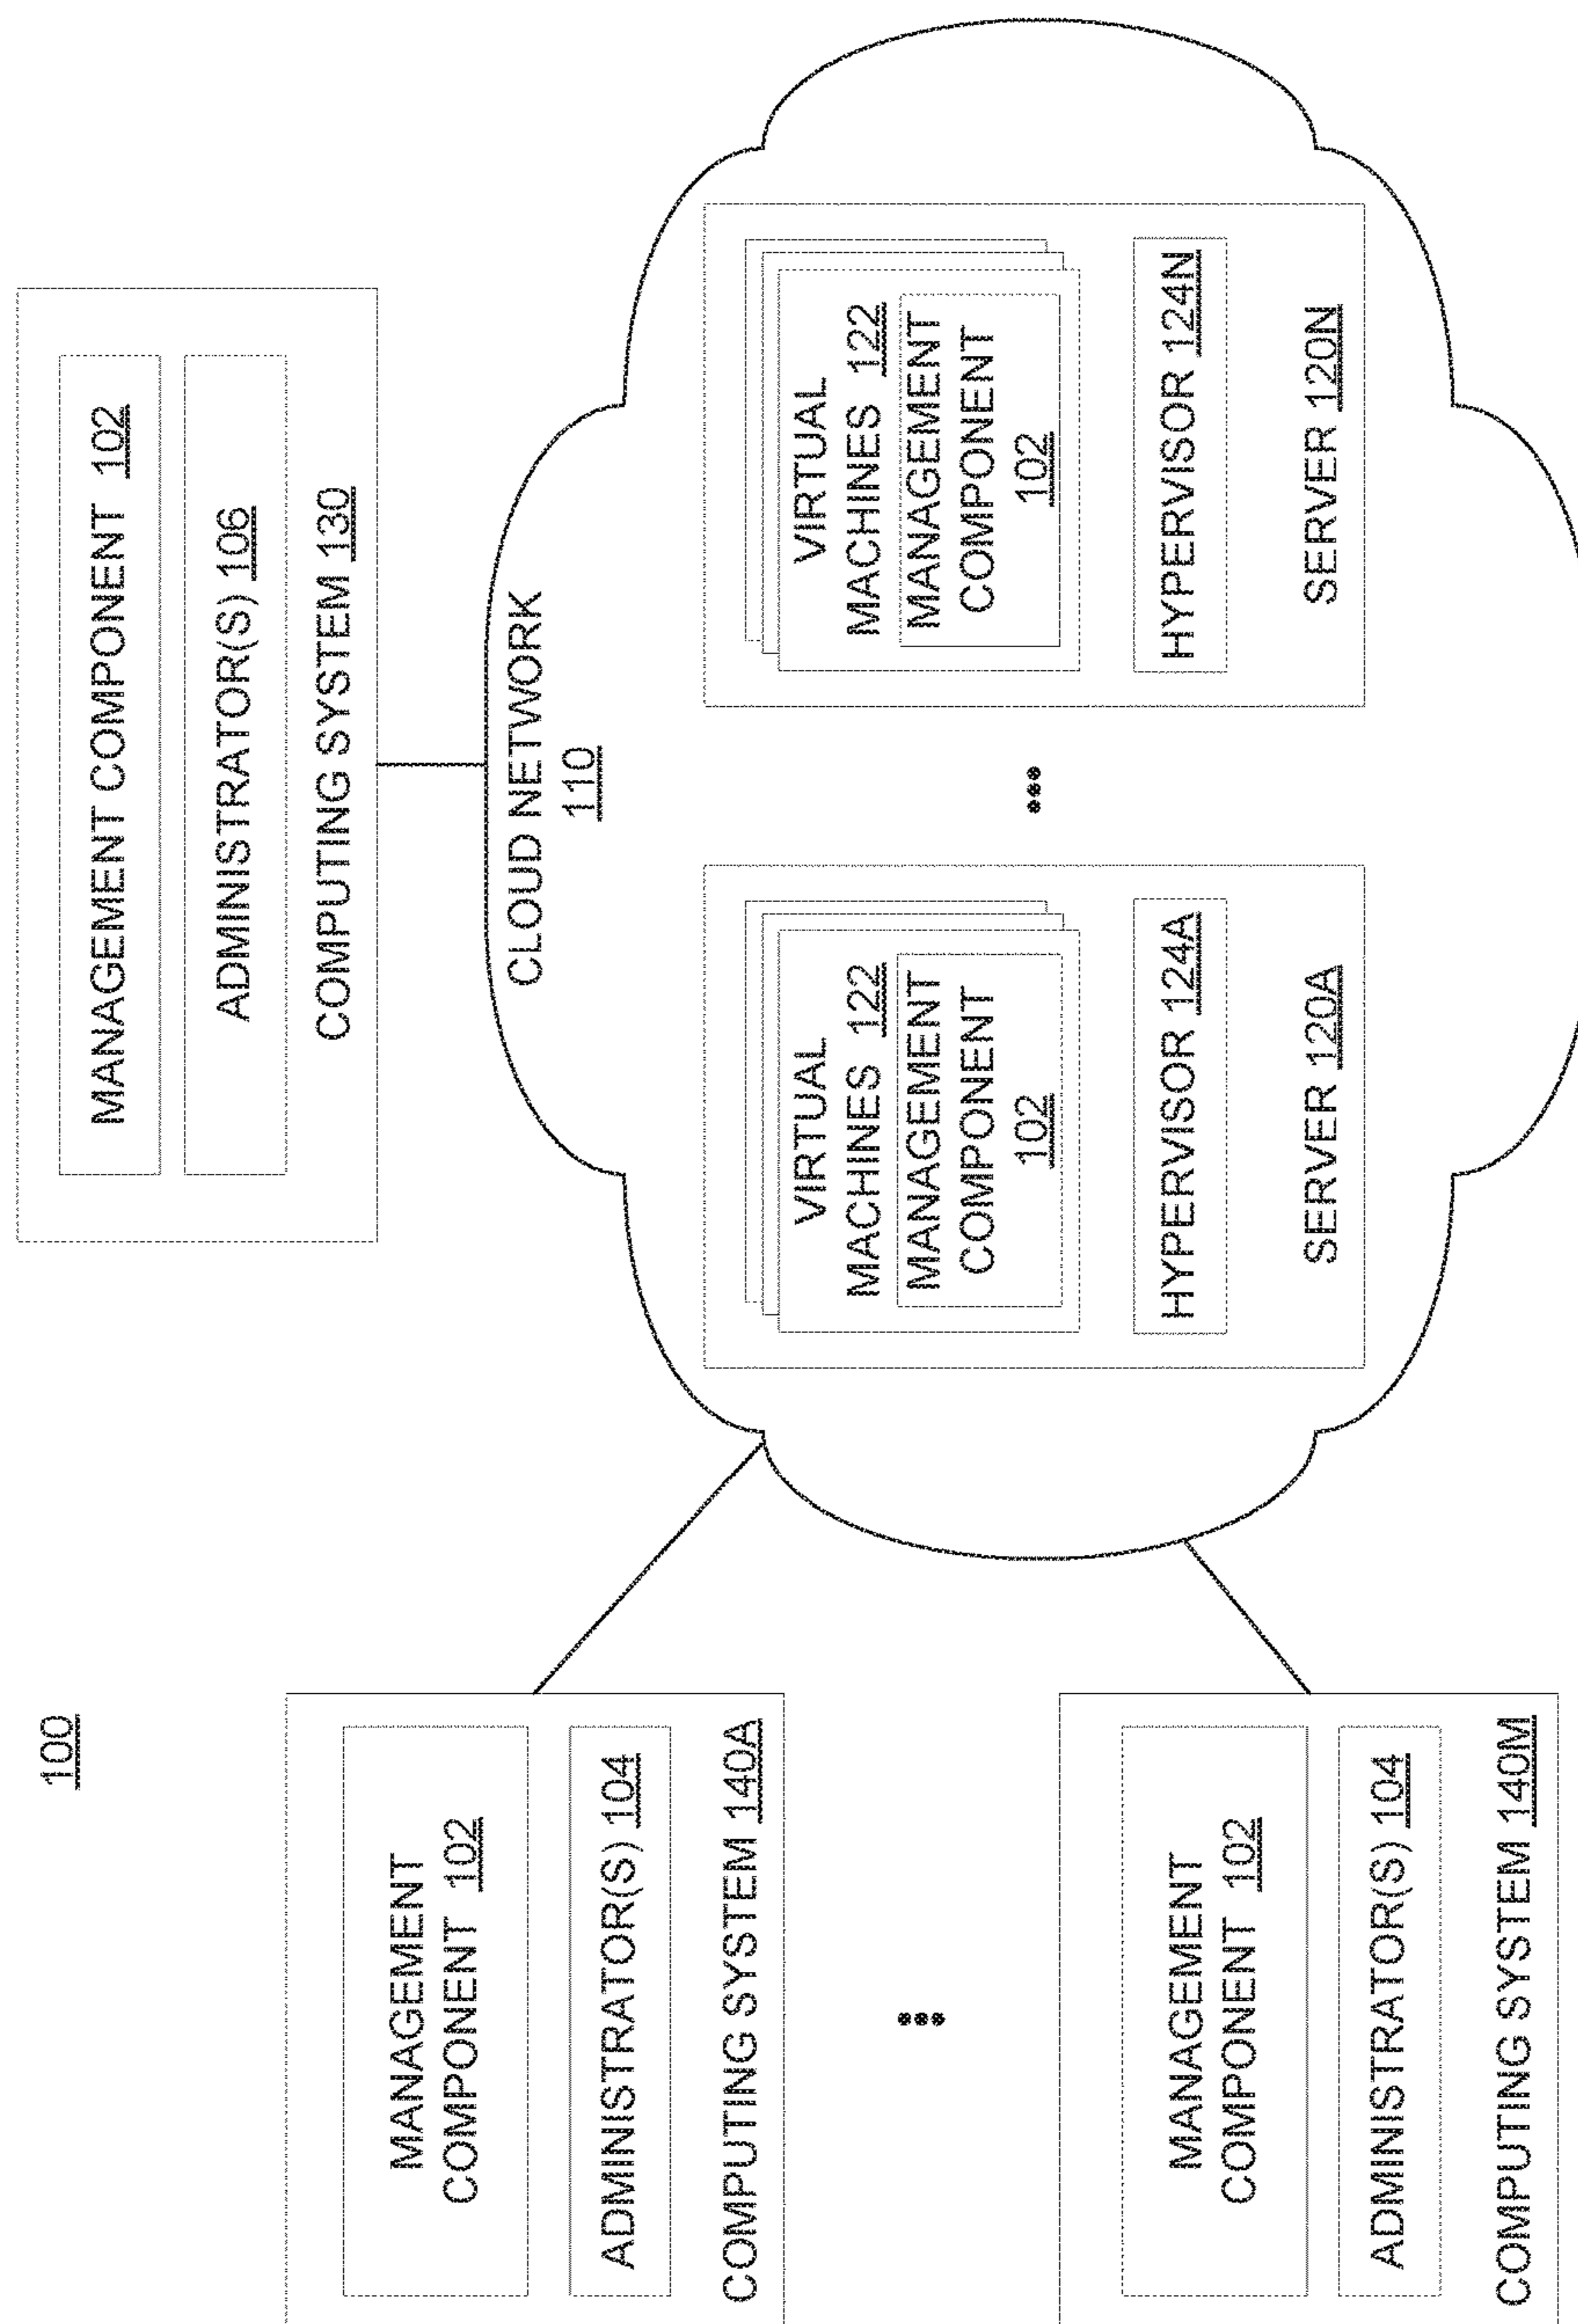 100
MANAGEMENT COMPONENT 102
ADMINISTRATOR(S) 106
COMPUTING SYSTEM 130
MANAGEMENT
COMPONENT 102
ADMINISTRATOR(S) 104
COMPUTING SYSTEM 140A
•••
MANAGEMENT
COMPONENT 102
ADMINISTRATOR(S) 104
COMPUTING SYSTEM 140M
CLOUD NETWORK
110
VIRTUAL
MACHINES 122
MANAGEMENT
COMPONENT
102
HYPERVISOR 124A
SERVER 120A
•••
VIRTUAL
MACHINES 122
MANAGEMENT
COMPONENT
102
HYPERVISOR 124N
SERVER 120N